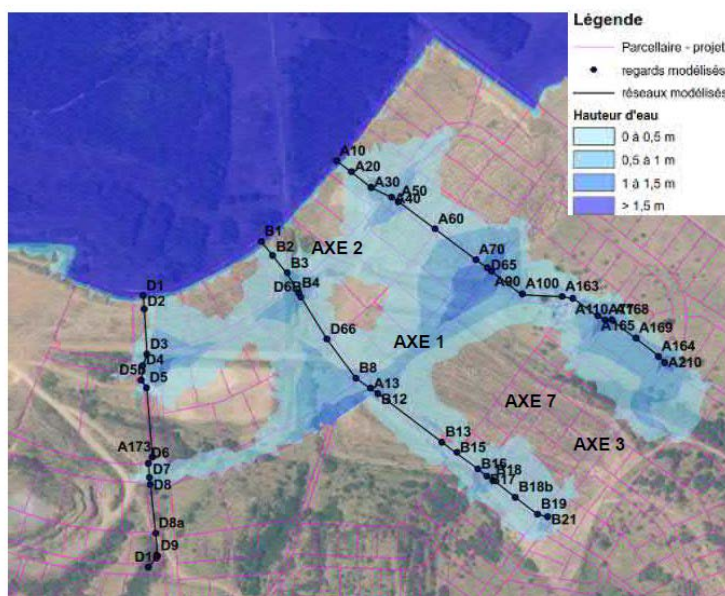 Légende
Parcellaire - projet
regards modélisés
réseaux modélisés
Hauteur d'eau
0 à 0,5 m
0,5 à 1 m
1 à 1,5 m
> 1,5 m
A10
A20
A30
A50
A40
A60
A70
D65
A90
A100
A163
A110
A168
A165
A169
A164
A210
B1
B2
AXE 2
B3
B4
D66
AXE 1
B8
A13
B12
AXE 7
AXE 3
B13
B15
B16
B18
B17
B18b
B19
B21
D1
D2
D3
D4
D5
A173
D6
D7
D8
D8a
D9